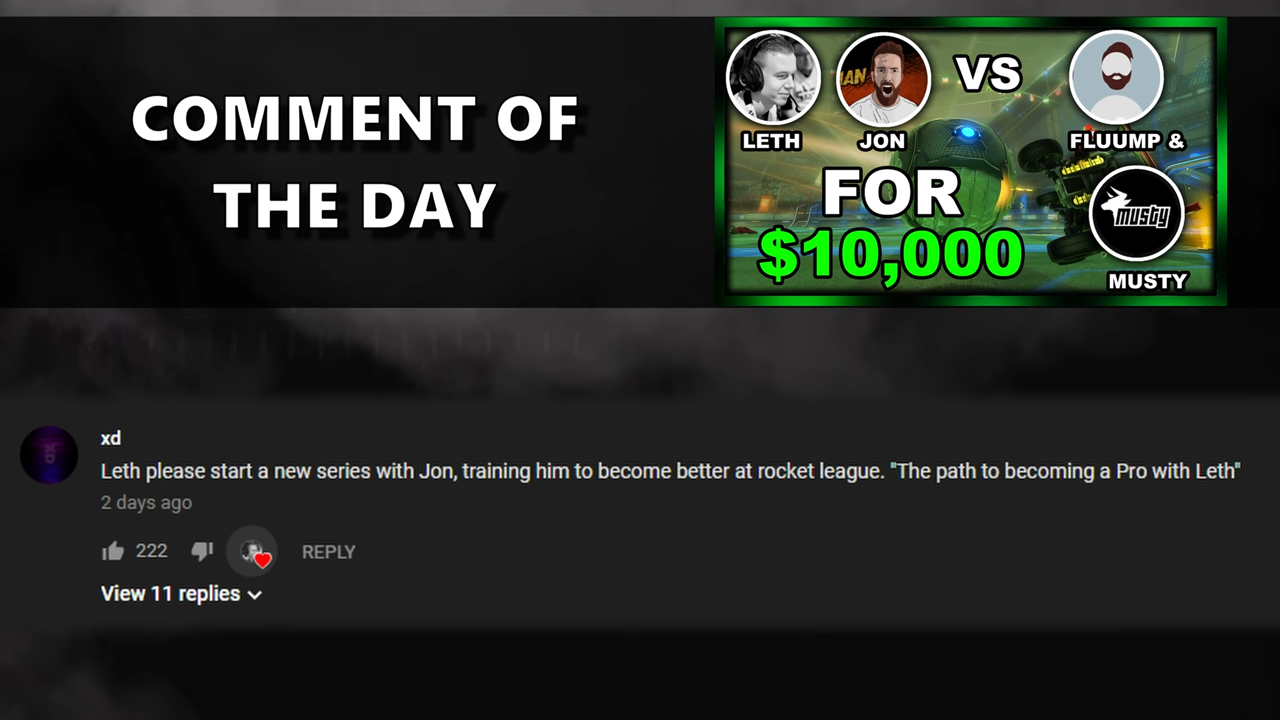 COMMENT OF
THE DAY
MAN
VS
LETH
JON
FLUUMP &
FOR
$10,000
musty
MUSTY
xd
XD
Leth please start a new series with Jon, training him to become better at rocket league. "The path to becoming a Pro with Leth"
2 days ago
222
REPLY
View 11 replies